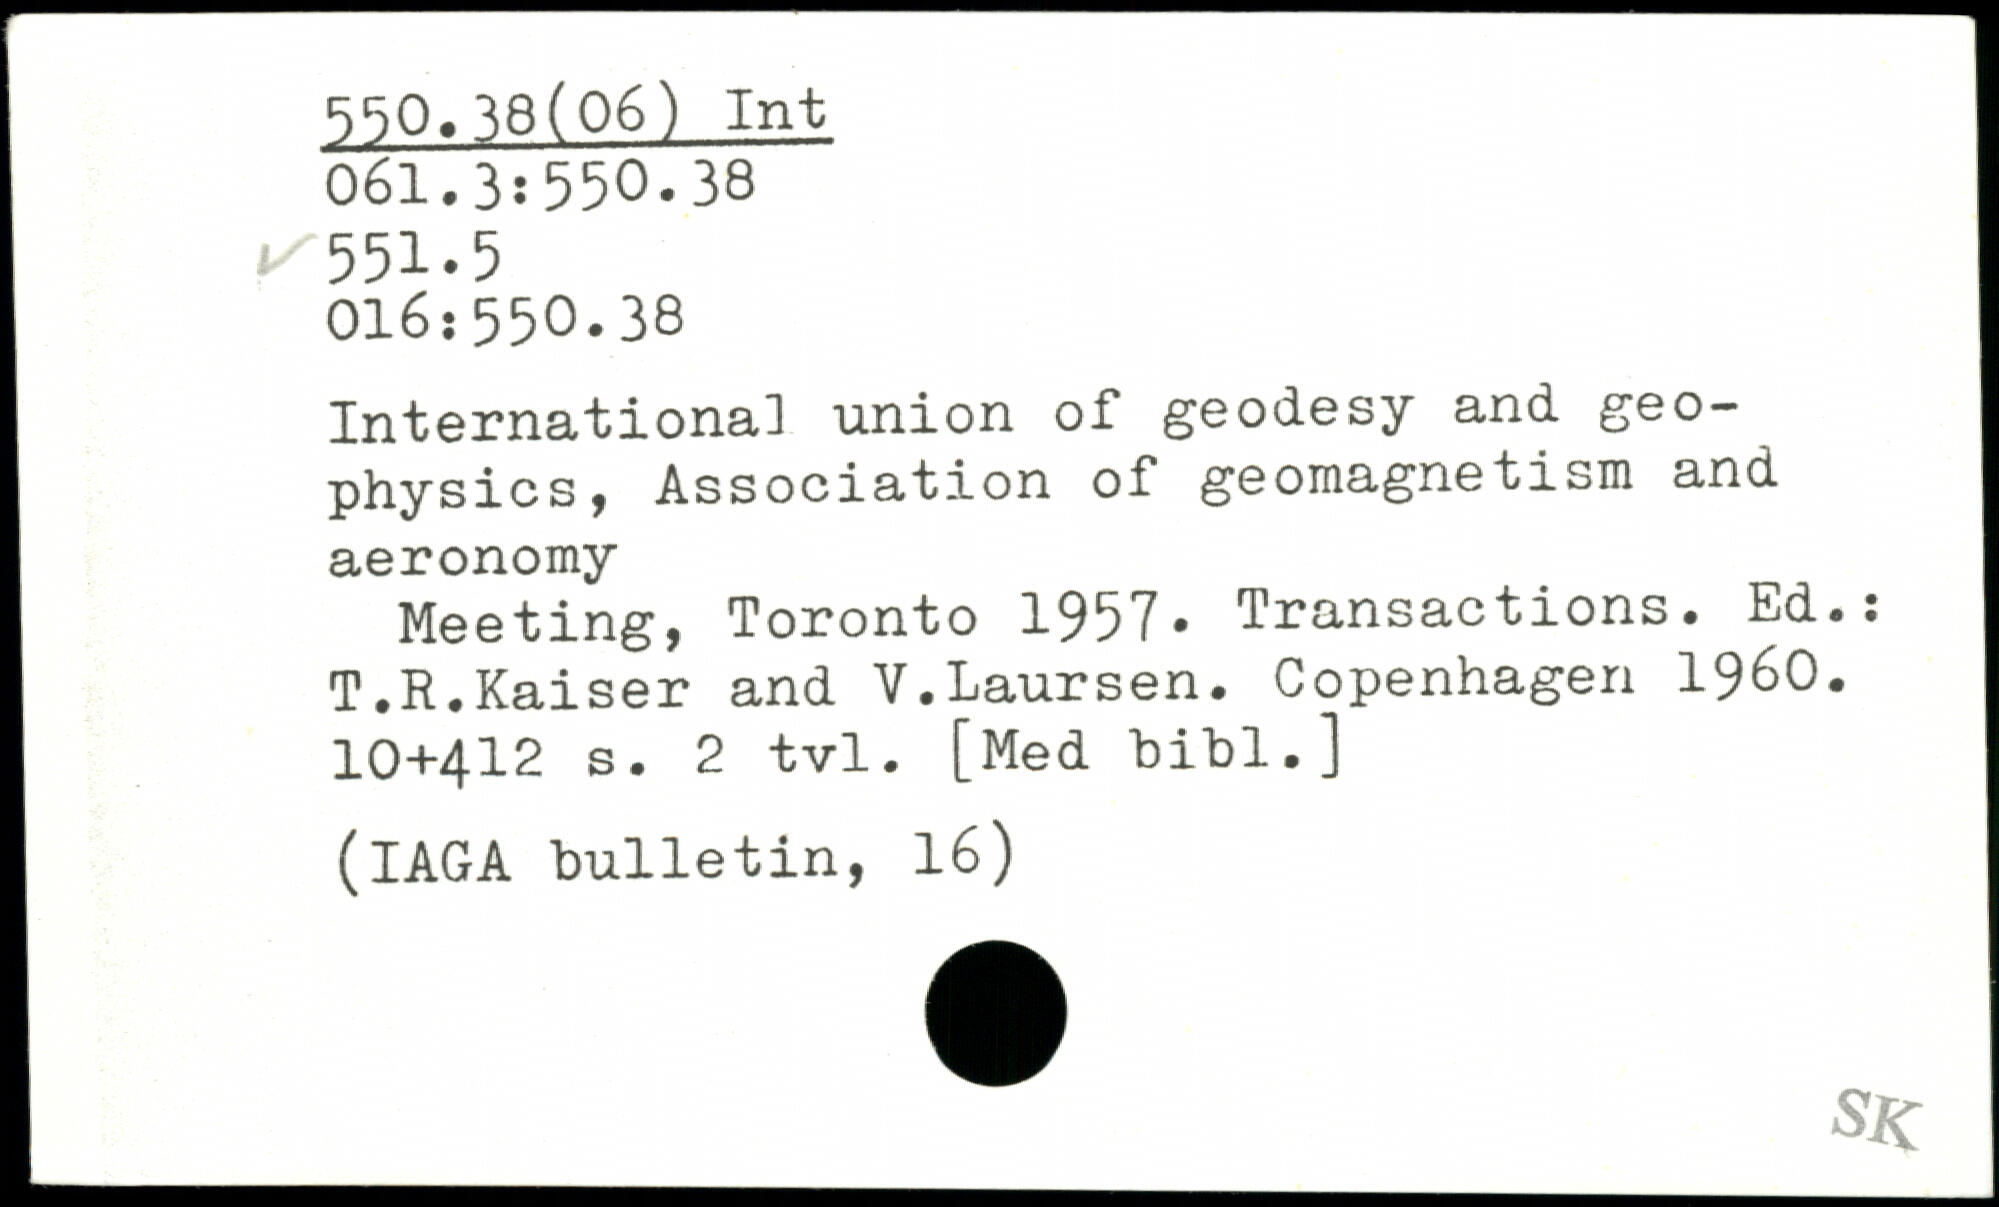 550.38(06) Int
061.3:550.38
✓ 551.5
016:550.38
International union of geodesy and geo-
physics, Association of geomagnetism and
aeronomy
Meeting, Toronto 1957. Transactions. Ed.:
T.R.Kaiser and V.Laursen. Copenhagen 1960.
10+412 s. 2 tvl. [Med bibl.]
(IAGA bulletin, 16)
SK